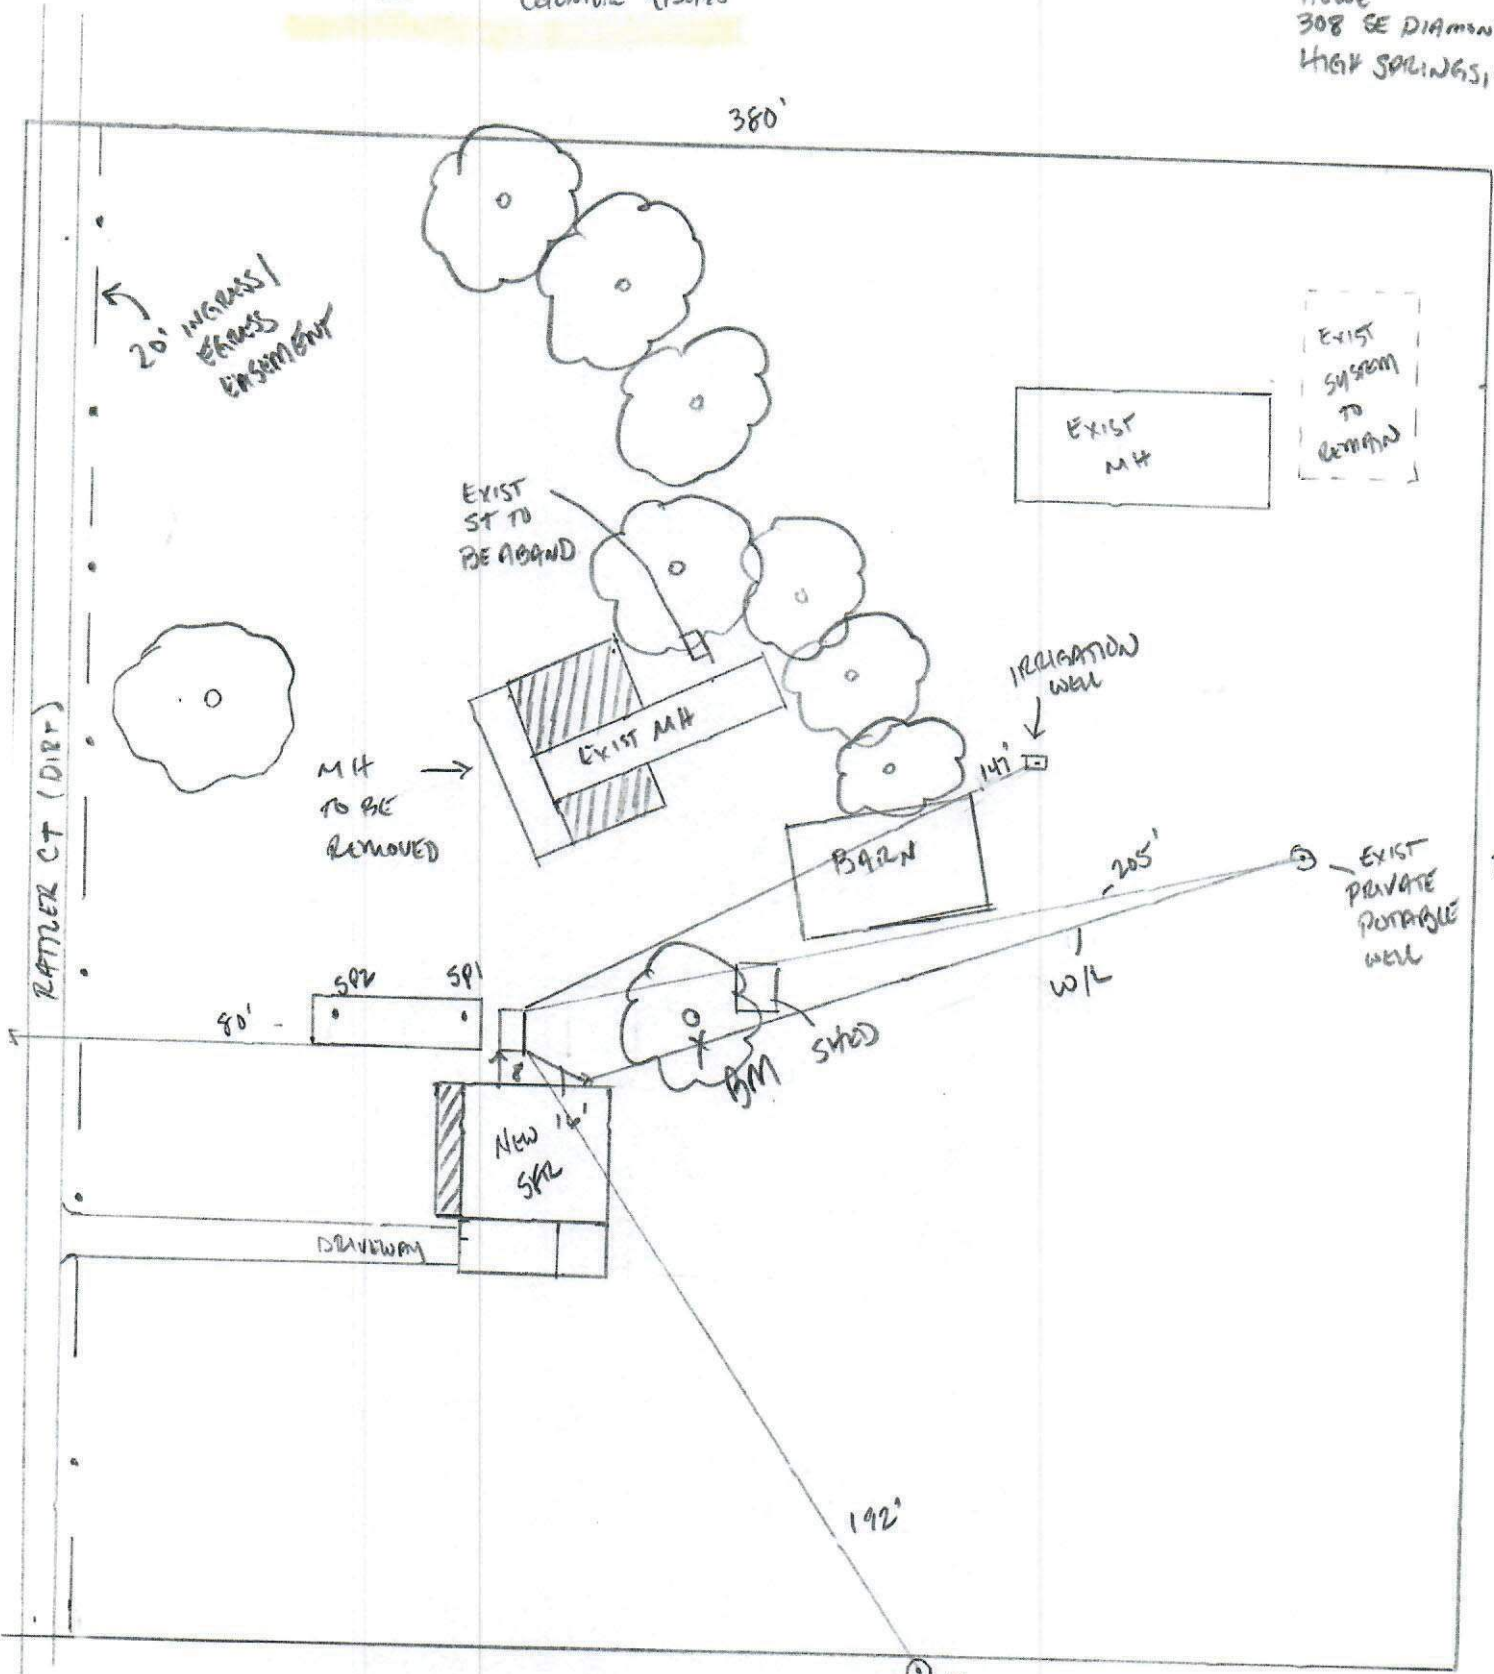 308 SE DIAMON
HIGH SPRINGS,
380'
20' INGRESS/
EGRESS
EASEMENT
EXIST
SYSTEM
TO
REMAIN
EXIST
MH
EXIST
ST TO
BE ABAND
IRRIGATION
WELL
EXIST MH
MH
TO BE
REMOVED
147'
BARN
205'
EXIST
PRIVATE
POTABLE
WELL
RATTLER CT (DIRT)
W/L
SP2
SP1
80'
SHED
BM
8'
16'
NEW
SFR
DRIVEWAY
192'